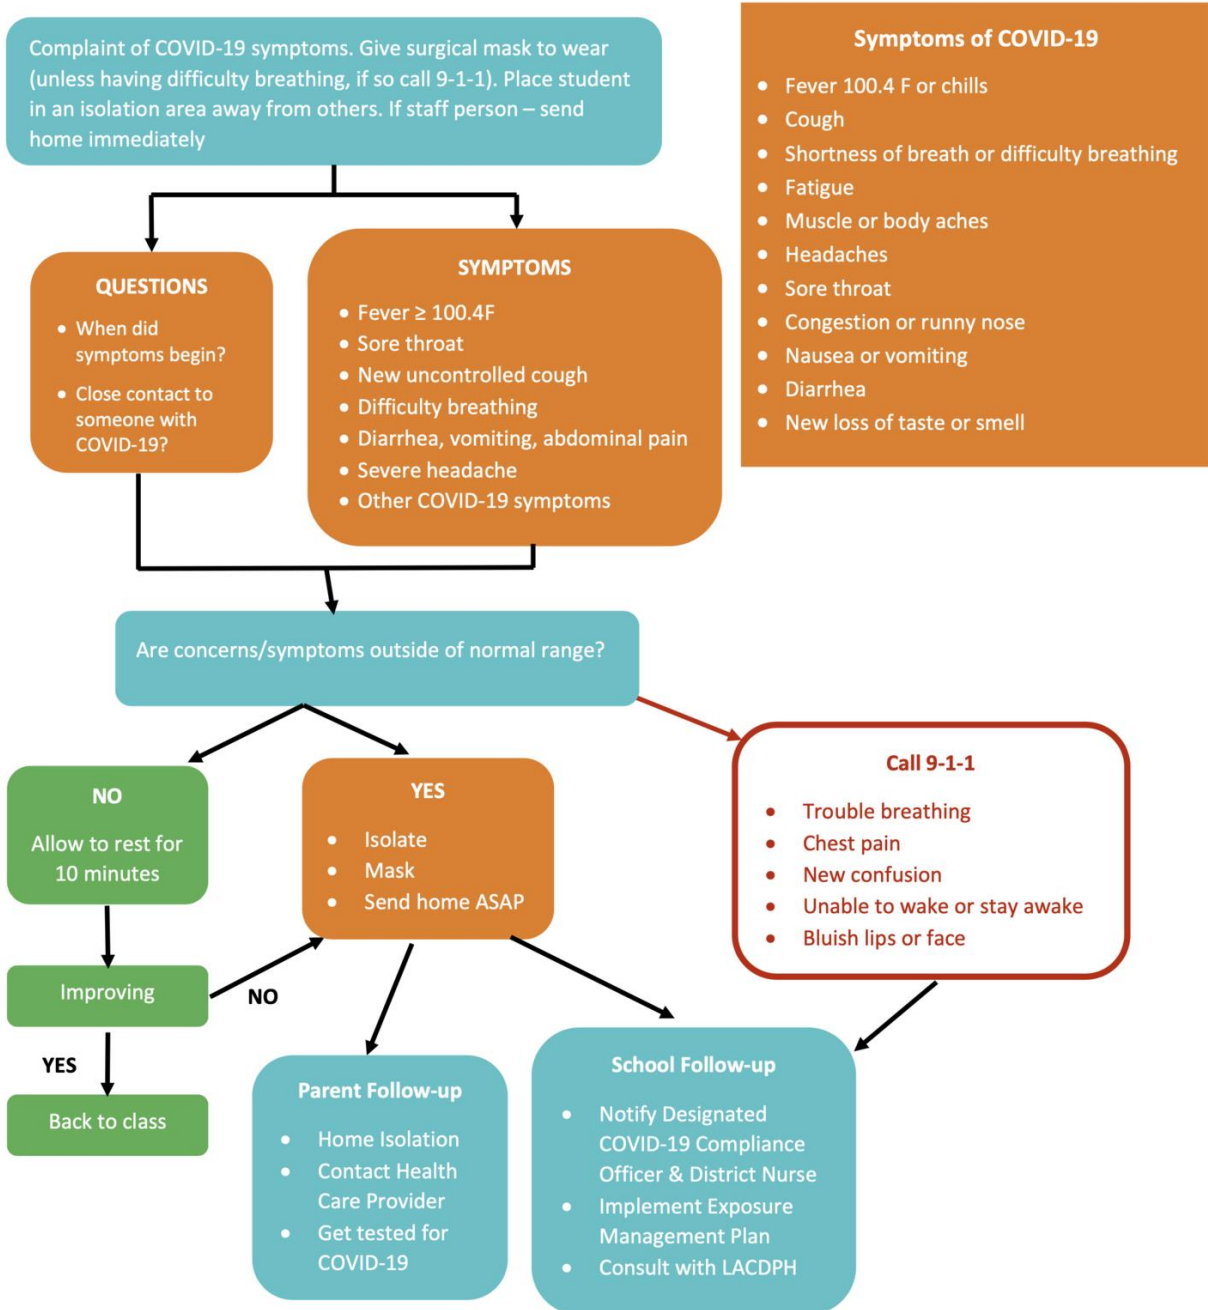 Complaint of COVID-19 symptoms. Give surgical mask to wear
(unless having difficulty breathing, if so call 9-1-1). Place student
in an isolation area away from others. If staff person – send
home immediately
Symptoms of COVID-19
• Fever 100.4 F or chills
• Cough
• Shortness of breath or difficulty breathing
• Fatigue
• Muscle or body aches
• Headaches
• Sore throat
• Congestion or runny nose
• Nausea or vomiting
• Diarrhea
• New loss of taste or smell
QUESTIONS
• When did
symptoms begin?
• Close contact to
someone with
COVID-19?
SYMPTOMS
• Fever ≥ 100.4F
• Sore throat
• New uncontrolled cough
• Difficulty breathing
• Diarrhea, vomiting, abdominal pain
• Severe headache
• Other COVID-19 symptoms
Are concerns/symptoms outside of normal range?
NO
Allow to rest for
10 minutes
YES
• Isolate
• Mask
• Send home ASAP
Call 9-1-1
• Trouble breathing
• Chest pain
• New confusion
• Unable to wake or stay awake
• Bluish lips or face
Improving
NO
YES
Back to class
Parent Follow-up
• Home Isolation
• Contact Health
Care Provider
• Get tested for
COVID-19
School Follow-up
• Notify Designated
COVID-19 Compliance
Officer & District Nurse
• Implement Exposure
Management Plan
• Consult with LACDPH